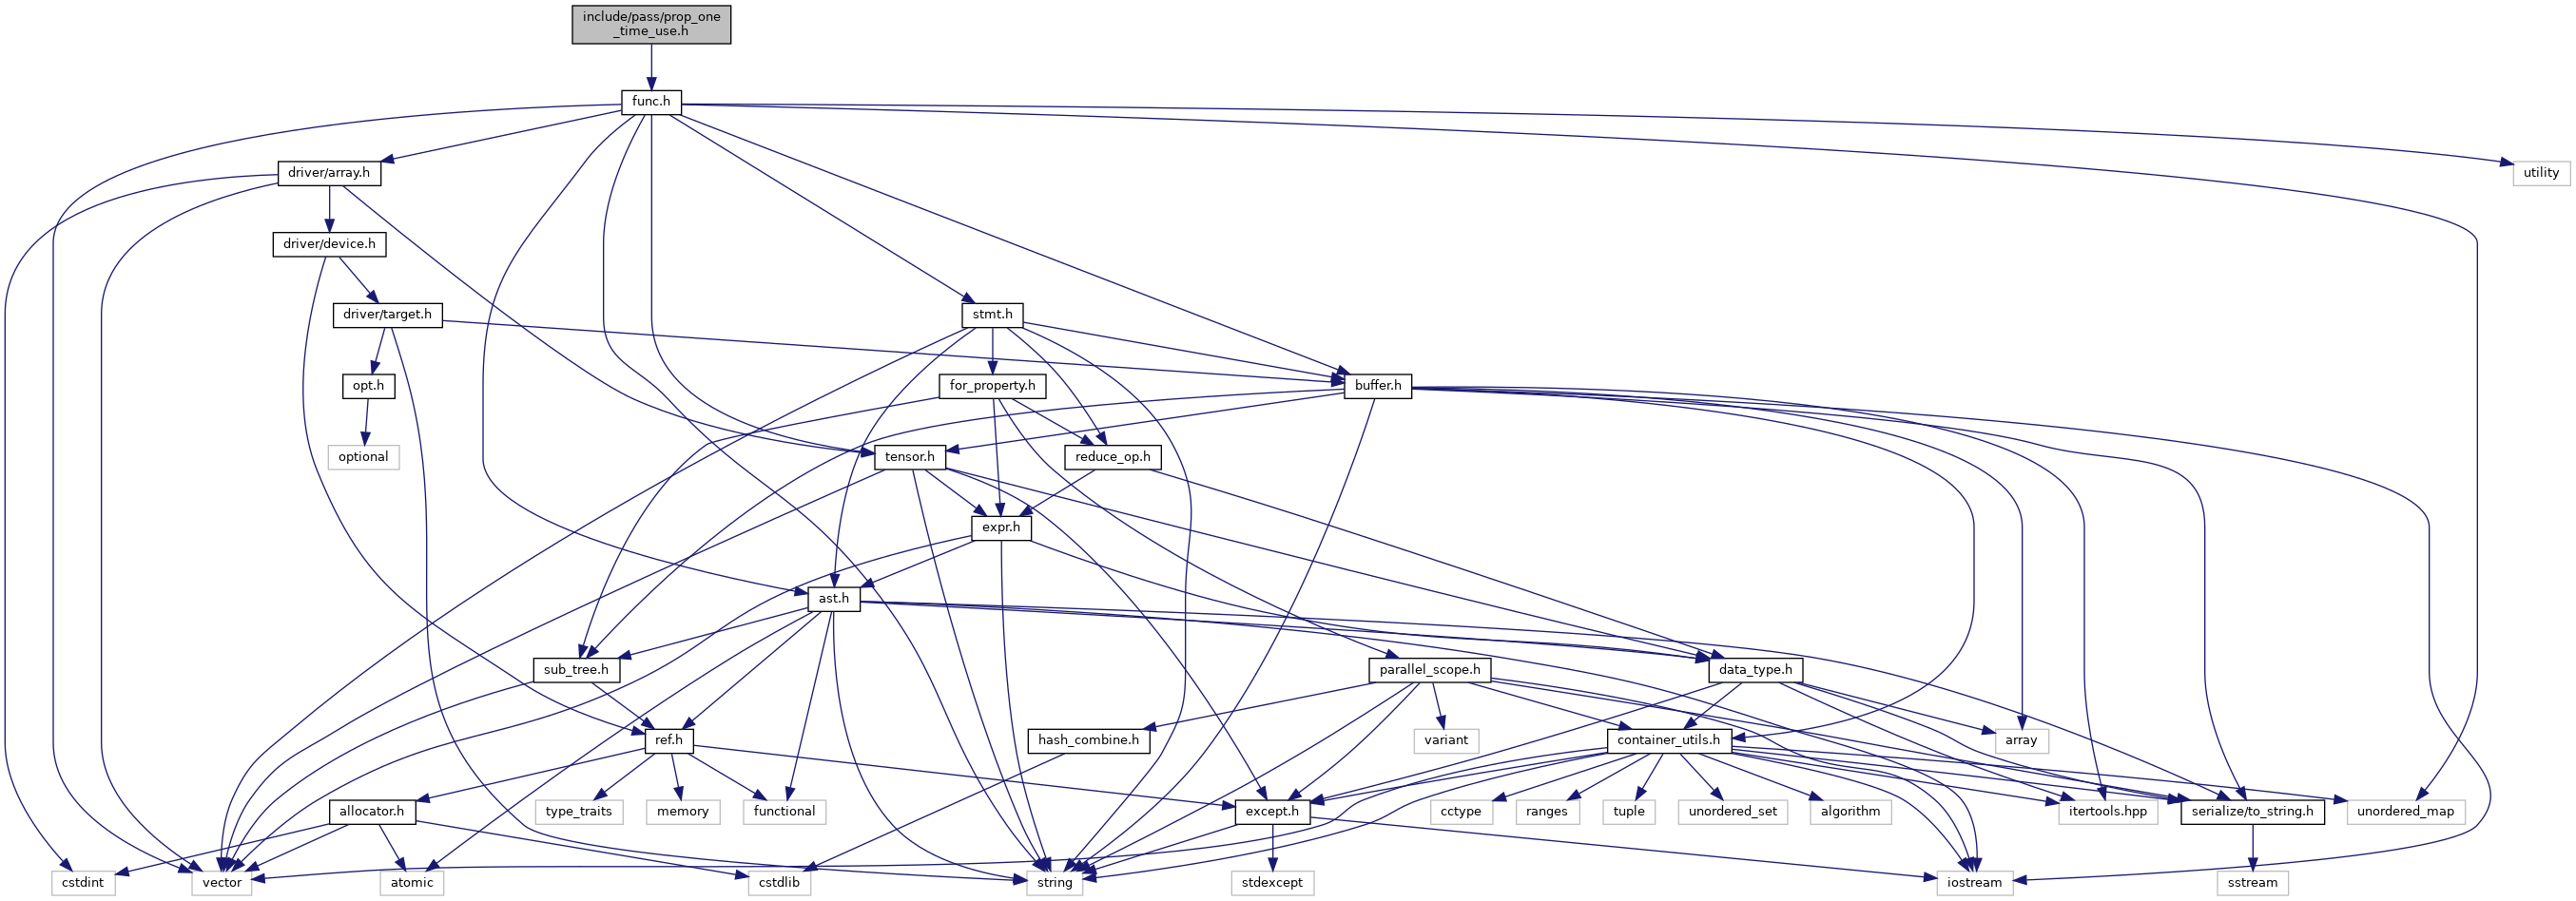 include/pass/prop_one
_time_use.h
func.h
driver/array.h
utility
driver/device.h
driver/target.h
stmt.h
opt.h
for_property.h
buffer.h
optional
tensor.h
reduce_op.h
expr.h
ast.h
sub_tree.h
parallel_scope.h
data_type.h
ref.h
hash_combine.h
variant
container_utils.h
array
allocator.h
type_traits
memory
functional
except.h
cctype
ranges
tuple
unordered_set
algorithm
itertools.hpp
serialize/to_string.h
unordered_map
cstdint
vector
atomic
cstdlib
string
stdexcept
iostream
sstream